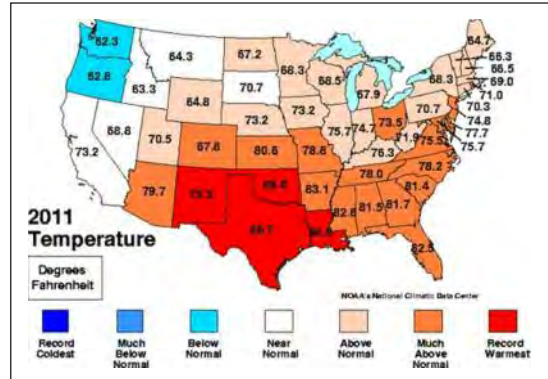 62.3
64.3
67.2
64.7
66.3
66.5
69.0
71.0
70.3
74.8
77.7
75.7
62.8
63.3
64.8
70.7
68.3
68.5
67.9
68.3
73.2
68.8
70.5
67.8
73.2
73.2
75.7
74.7
73.5
70.7
71.9
75.5
76.3
80.6
78.8
78.0
78.2
79.7
83.1
82.8
81.5
81.7
81.4
82.5
2011
Temperature
Degrees
Fahrenheit
NOAA's National Climatic Data Center
Record
Coldest
Much
Below
Normal
Below
Normal
Near
Normal
Above
Normal
Much
Above
Normal
Record
Warmest